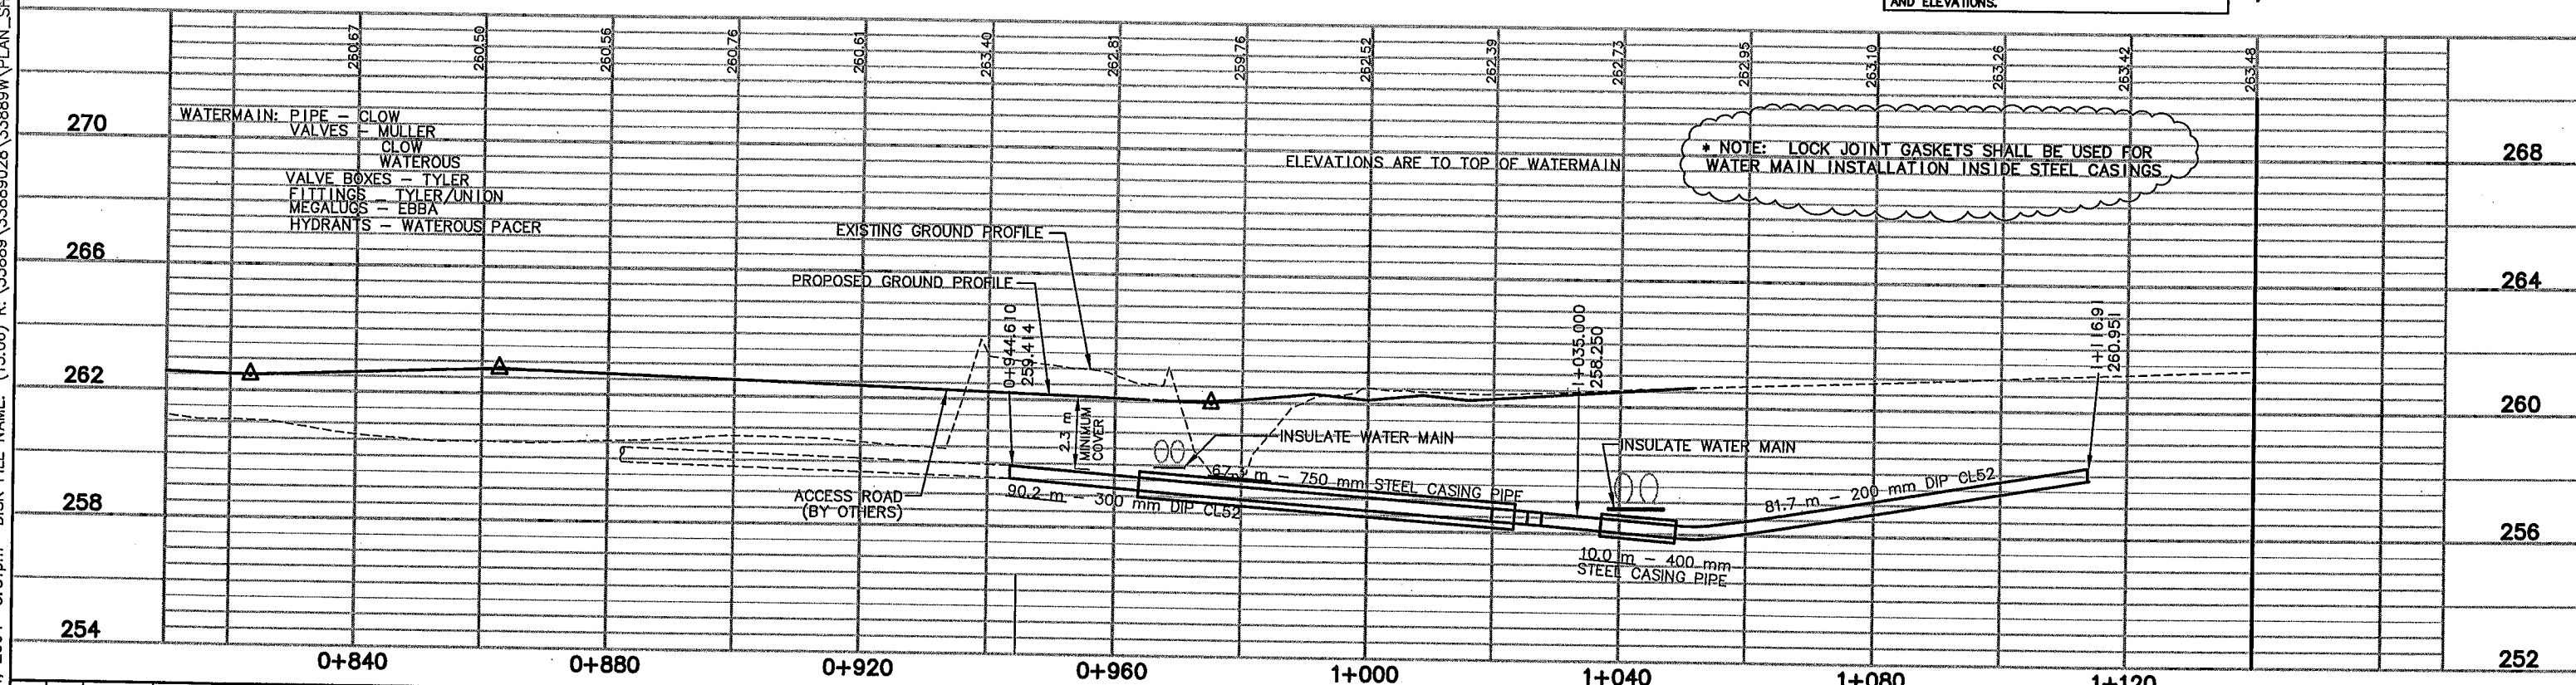 AND ELEVATIONS.
260.67
260.50
260.56
260.76
260.61
263.40
262.81
259.76
262.52
262.39
262.73
262.95
263.10
263.26
263.42
263.48
270
268
WATERMAIN: PIPE – CLOW
VALVES – MULLER
CLOW
WATEROUS
VALVE BOXES – TYLER
FITTINGS – TYLER/UNION
MEGALUGS – EBBA
HYDRANTS – WATEROUS PACER
ELEVATIONS ARE TO TOP OF WATERMAIN
* NOTE: LOCK JOINT GASKETS SHALL BE USED FOR
WATER MAIN INSTALLATION INSIDE STEEL CASINGS
EXISTING GROUND PROFILE
266
264
PROPOSED GROUND PROFILE
0+944.610
259.414
1+035.000
258.250
1+116.91
260.951
262
260
2.3 m
MINIMUM
COVER
INSULATE WATER MAIN
INSULATE WATER MAIN
67.3 m – 750 mm STEEL CASING PIPE
90.2 m – 300 mm DIP CL52
81.7 m – 200 mm DIP CL52
ACCESS ROAD
(BY OTHERS)
258
256
10.0 m – 400 mm
STEEL CASING PIPE
254
252
0+840
0+880
0+920
0+960
1+000
1+040
1+080
1+120